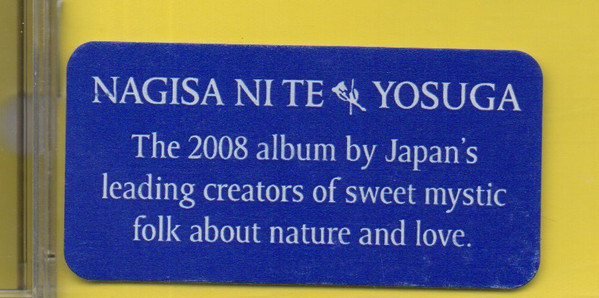 NAGISA NI TE YOSUGA
The 2008 album by Japan's
leading creators of sweet mystic
folk about nature and love.